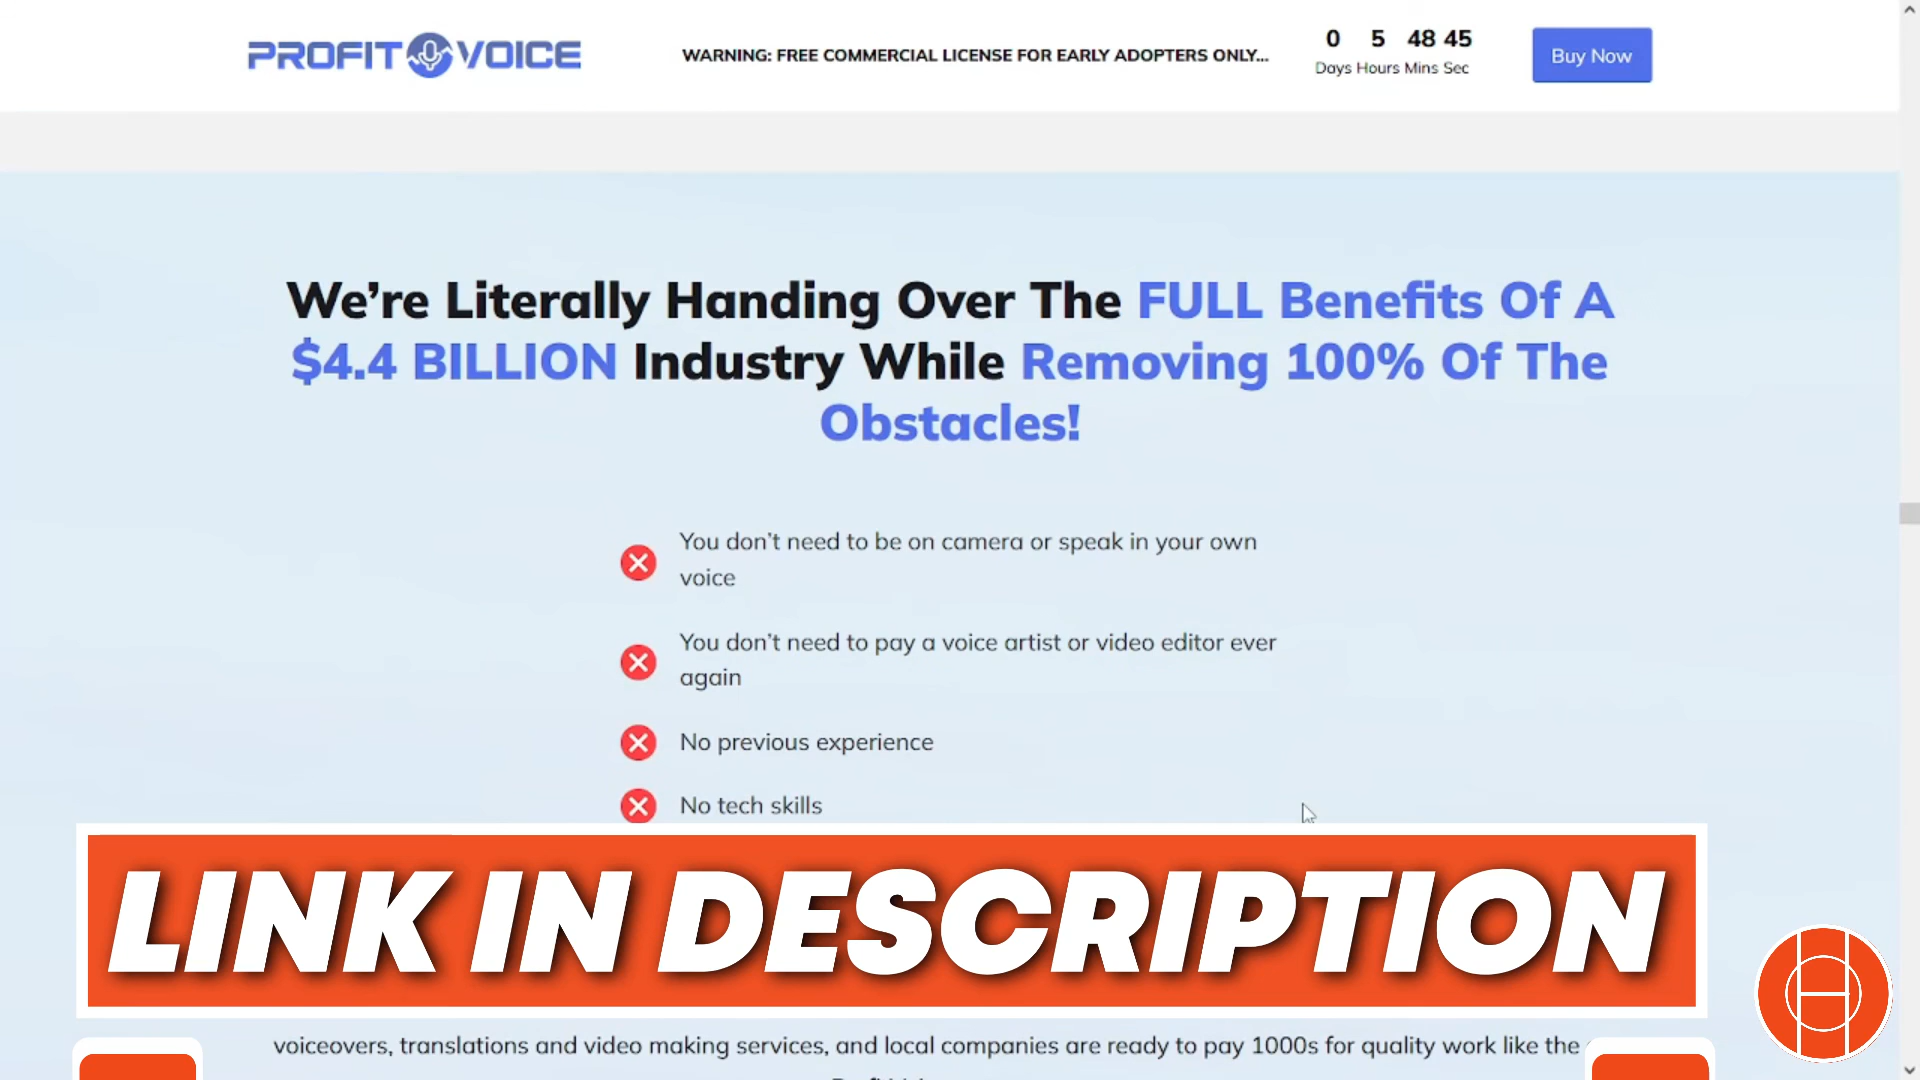 PROFIT VOICE
WARNING: FREE COMMERCIAL LICENSE FOR EARLY ADOPTERS ONLY...
0 5 48 45
Days Hours Mins Sec
Buy Now
We’re Literally Handing Over The FULL Benefits Of A
$4.4 BILLION Industry While Removing 100% Of The
Obstacles!
You don’t need to be on camera or speak in your own
voice
You don’t need to pay a voice artist or video editor ever
again
No previous experience
No tech skills
LINK IN DESCRIPTION
voiceovers, translations and video making services, and local companies are ready to pay 1000s for quality work like the